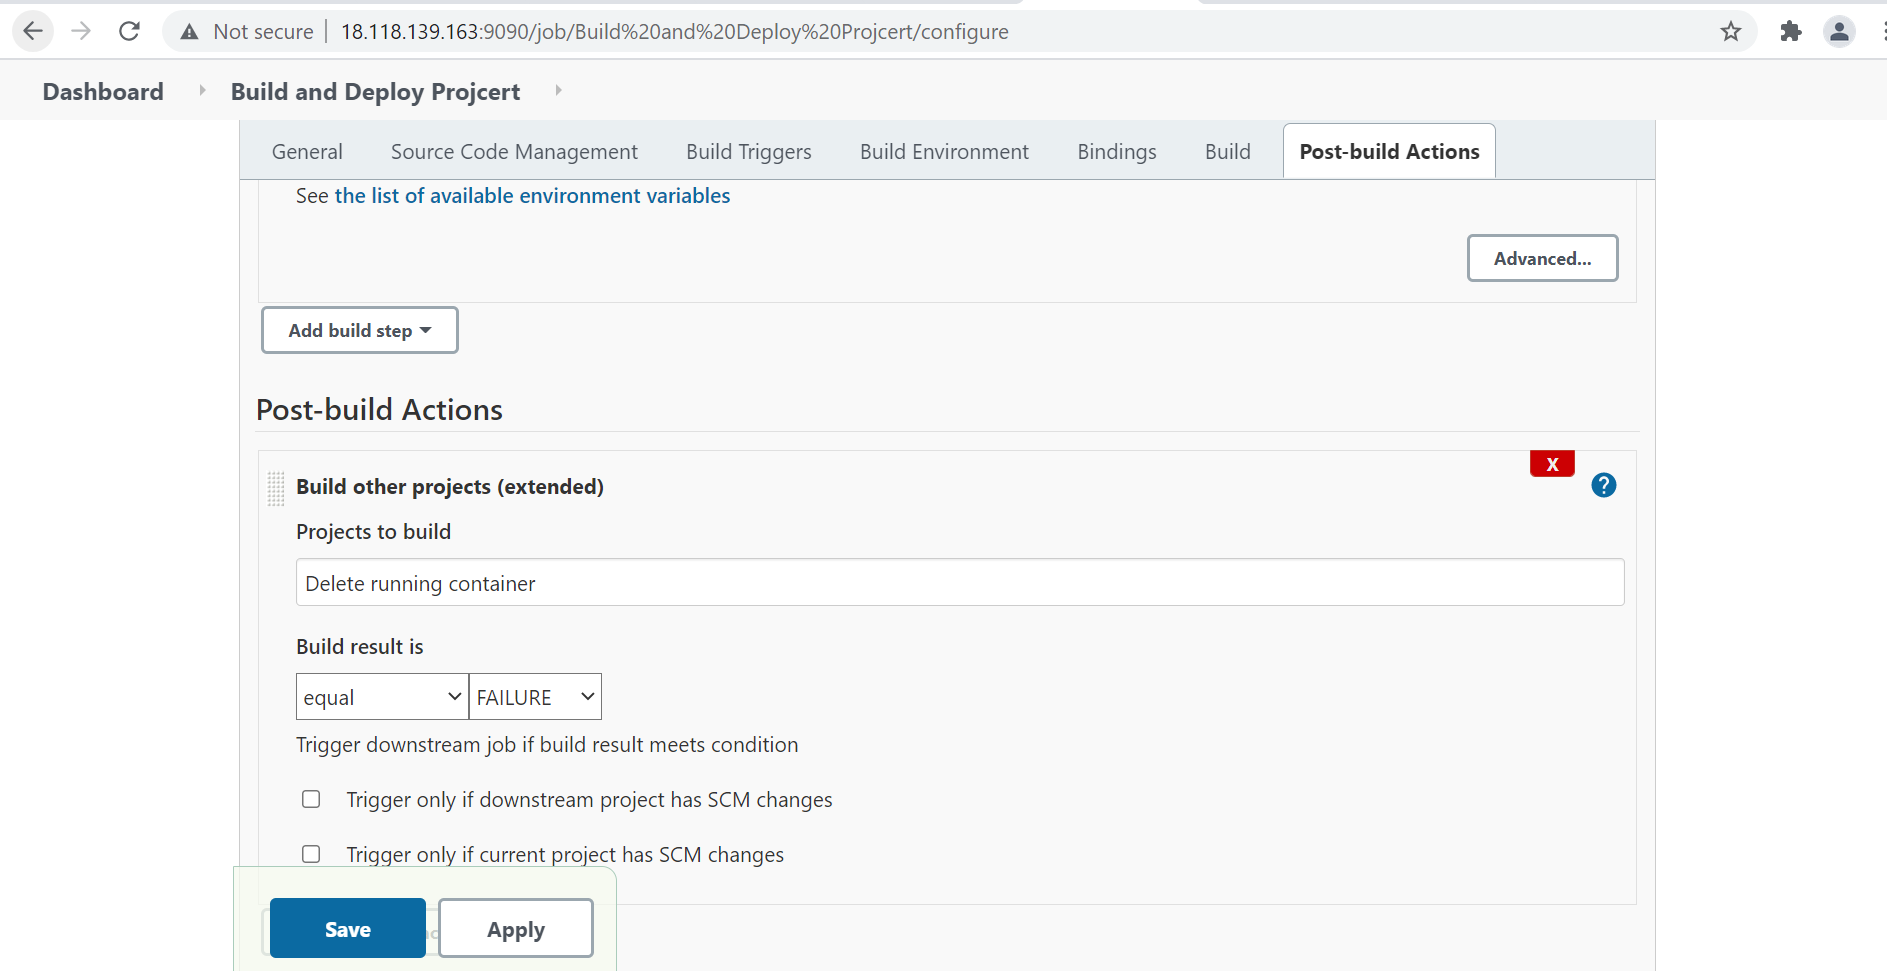 Not secure | 18.118.139.163:9090/job/Build%20and%20Deploy%20Projcert/configure
Dashboard Build and Deploy Projcert
General Source Code Management Build Triggers Build Environment Bindings Build Post-build Actions
See the list of available environment variables
Advanced...
Add build step
Post-build Actions
X
Build other projects (extended) ?
Projects to build
Delete running container
Build result is
equal FAILURE
Trigger downstream job if build result meets condition
Trigger only if downstream project has SCM changes
Trigger only if current project has SCM changes
Save Apply